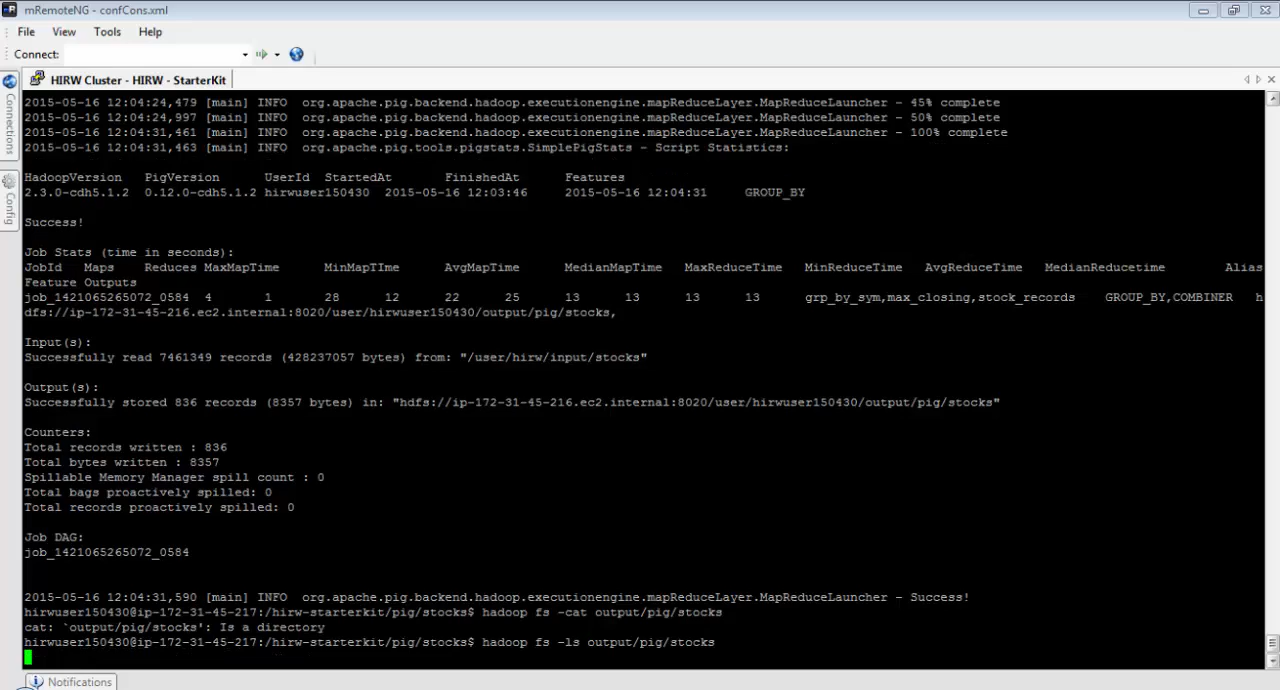 mRemoteNG - confCons.xml
File View Tools Help
Connect:
HIRW Cluster - HIRW - StarterKit
Connections
Config
2015-05-16 12:04:24,479 [main] INFO  org.apache.pig.backend.hadoop.executionengine.mapReduceLayer.MapReduceLauncher - 45% complete
2015-05-16 12:04:24,997 [main] INFO  org.apache.pig.backend.hadoop.executionengine.mapReduceLayer.MapReduceLauncher - 50% complete
2015-05-16 12:04:31,461 [main] INFO  org.apache.pig.backend.hadoop.executionengine.mapReduceLayer.MapReduceLauncher - 100% complete
2015-05-16 12:04:31,463 [main] INFO  org.apache.pig.tools.pigstats.SimplePigStats - Script Statistics:
HadoopVersion PigVersion UserId StartedAt FinishedAt Features
2.3.0-cdh5.1.2 0.12.0-cdh5.1.2 hirwuser150430 2015-05-16 12:03:46 2015-05-16 12:04:31 GROUP_BY
Success!
Job Stats (time in seconds):
JobId Maps Reduces MaxMapTime MinMapTIme AvgMapTime MedianMapTime MaxReduceTime MinReduceTime AvgReduceTime MedianReducetime Alias
Feature Outputs
job_1421065265072_0584 4 1 28 12 22 25 13 13 13 13 grp_by_sym,max_closing,stock_records GROUP_BY,COMBINER h
dfs://ip-172-31-45-216.ec2.internal:8020/user/hirwuser150430/output/pig/stocks,
Input(s):
Successfully read 7461349 records (428237057 bytes) from: "/user/hirw/input/stocks"
Output(s):
Successfully stored 836 records (8357 bytes) in: "hdfs://ip-172-31-45-216.ec2.internal:8020/user/hirwuser150430/output/pig/stocks"
Counters:
Total records written : 836
Total bytes written : 8357
Spillable Memory Manager spill count : 0
Total bags proactively spilled: 0
Total records proactively spilled: 0
Job DAG:
job_1421065265072_0584
2015-05-16 12:04:31,590 [main] INFO  org.apache.pig.backend.hadoop.executionengine.mapReduceLayer.MapReduceLauncher - Success!
hirwuser150430@ip-172-31-45-217:/hirw-starterkit/pig/stocks$ hadoop fs -cat output/pig/stocks
cat: `output/pig/stocks': Is a directory
hirwuser150430@ip-172-31-45-217:/hirw-starterkit/pig/stocks$ hadoop fs -ls output/pig/stocks
Notifications